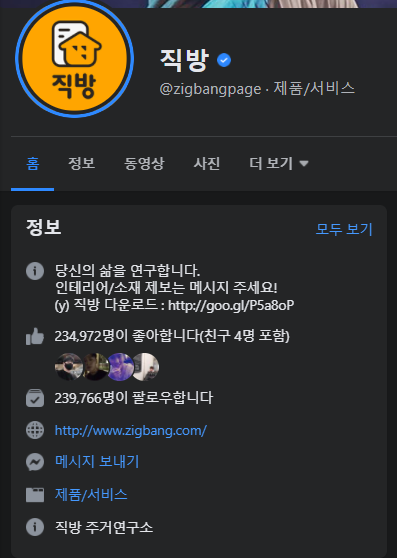 직방
직방
@zigbangpage · 제품/서비스
홈 정보 동영상 사진 더 보기
정보 모두 보기
당신의 삶을 연구합니다.
인테리어/소재 제보는 메시지 주세요!
(y) 직방 다운로드 : http://goo.gl/P5a8oP
234,972명이 좋아합니다(친구 4명 포함)
239,766명이 팔로우합니다
http://www.zigbang.com/
메시지 보내기
제품/서비스
직방 주거연구소